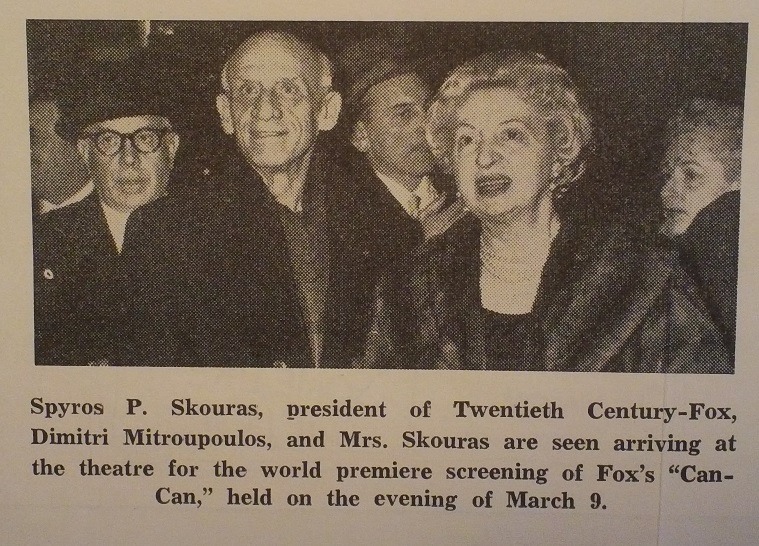 Spyros P. Skouras, president of Twentieth Century-Fox,
Dimitri Mitroupoulos, and Mrs. Skouras are seen arriving at
the theatre for the world premiere screening of Fox's “Can-
Can,” held on the evening of March 9.